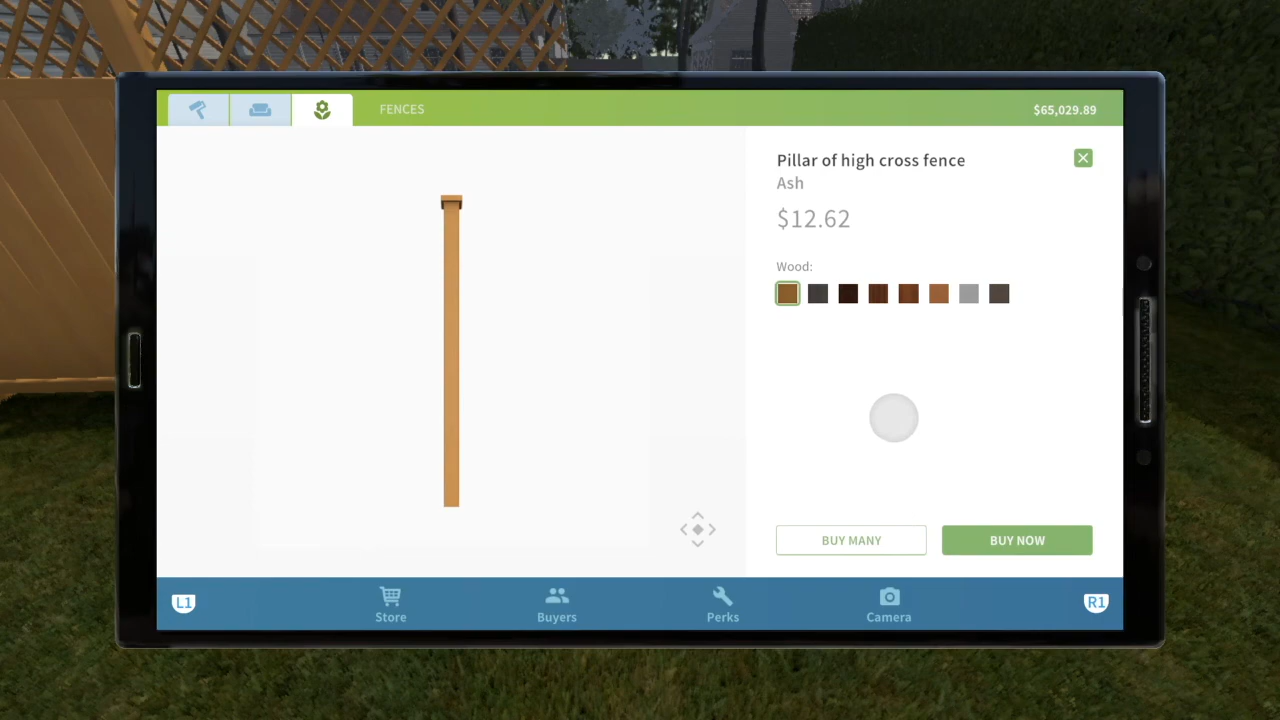 FENCES
$65,029.89
Pillar of high cross fence
Ash
$12.62
Wood:
BUY MANY
BUY NOW
L1
Store
Buyers
Perks
Camera
R1